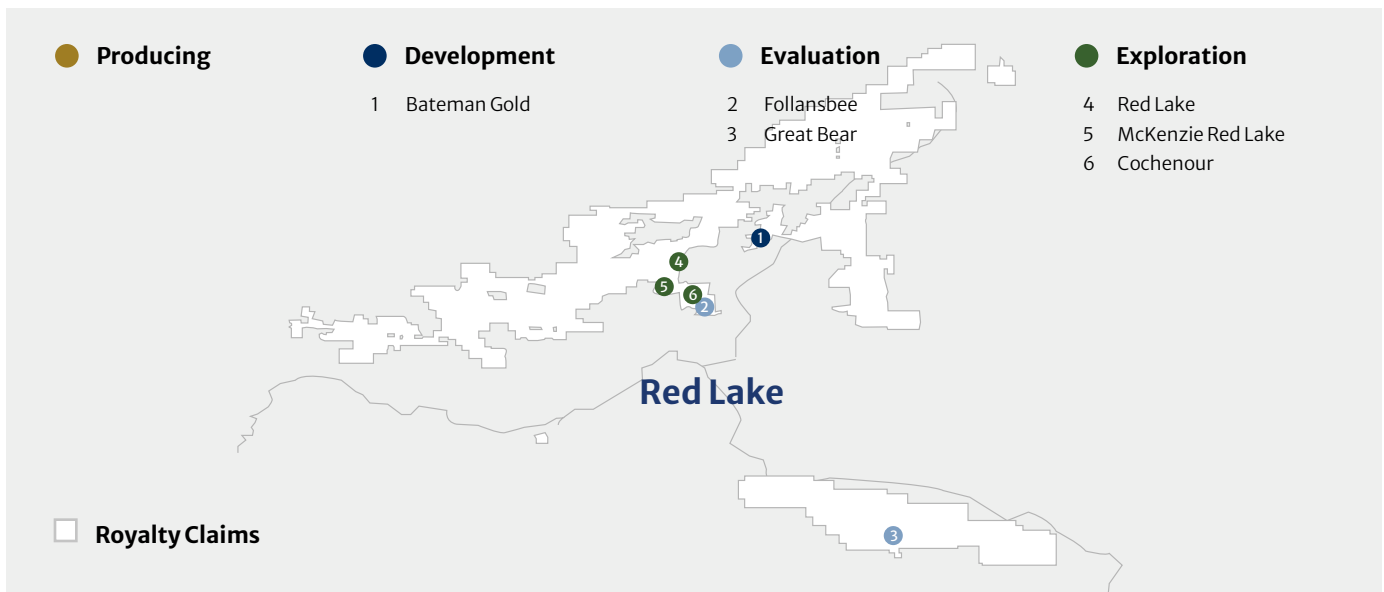 Producing
Development
1 Bateman Gold
Evaluation
2 Follansbee
3 Great Bear
Exploration
4 Red Lake
5 McKenzie Red Lake
6 Cochenour
1
4
5
6
2
Red Lake
3
Royalty Claims